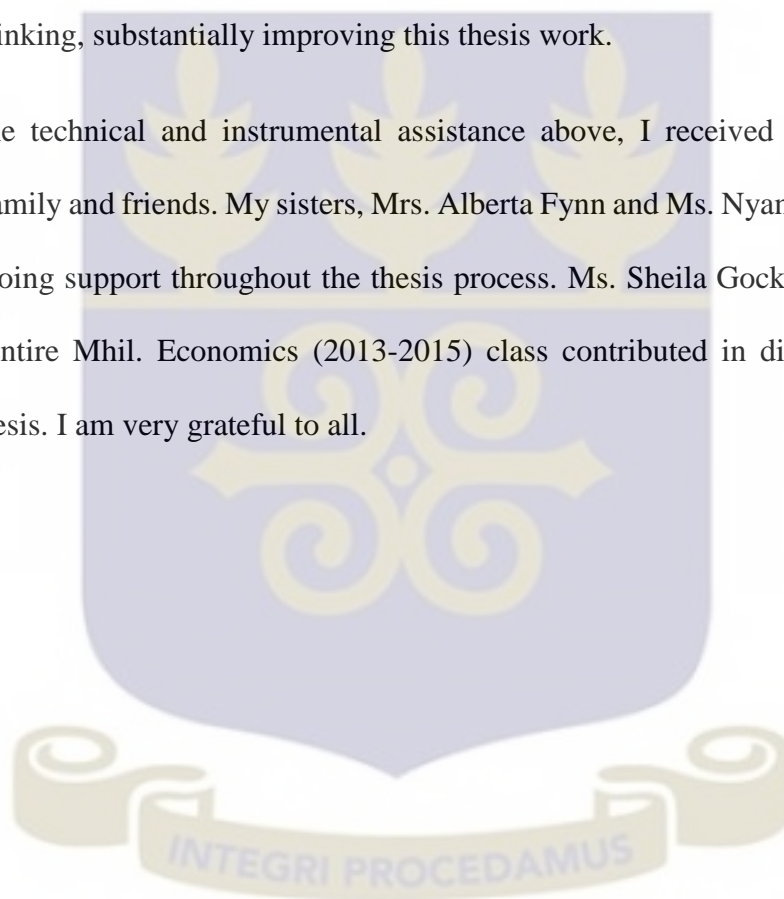 inking, substantially improving this thesis work.
e technical and instrumental assistance above, I received
amily and friends. My sisters, Mrs. Alberta Fynn and Ms. Nyan
oing support throughout the thesis process. Ms. Sheila Gock
ntire Mhil. Economics (2013-2015) class contributed in di
esis. I am very grateful to all.
INTEGRI PROCEDAMUS